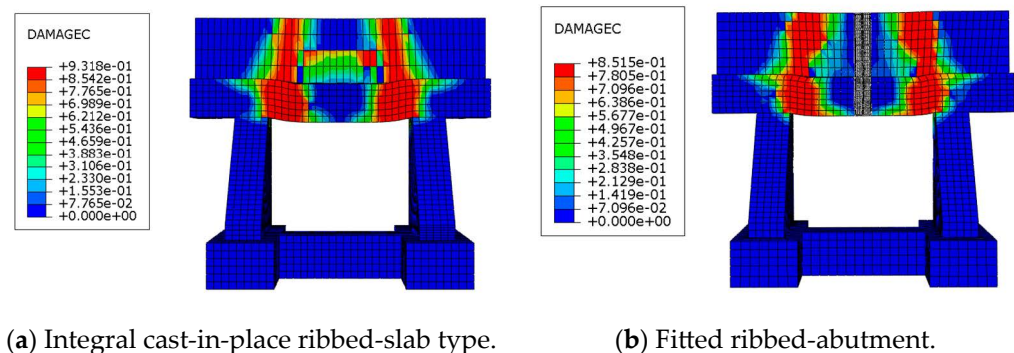 DAMAGEC
+9.318e-01
+8.542e-01
+7.765e-01
+6.989e-01
+6.212e-01
+5.436e-01
+4.659e-01
+3.883e-01
+3.106e-01
+2.330e-01
+1.553e-01
+7.765e-02
+0.000e+00
DAMAGEC
+8.515e-01
+7.805e-01
+7.096e-01
+6.386e-01
+5.677e-01
+4.967e-01
+4.257e-01
+3.548e-01
+2.838e-01
+2.129e-01
+1.419e-01
+7.096e-02
+0.000e+00
(a) Integral cast-in-place ribbed-slab type.
(b) Fitted ribbed-abutment.